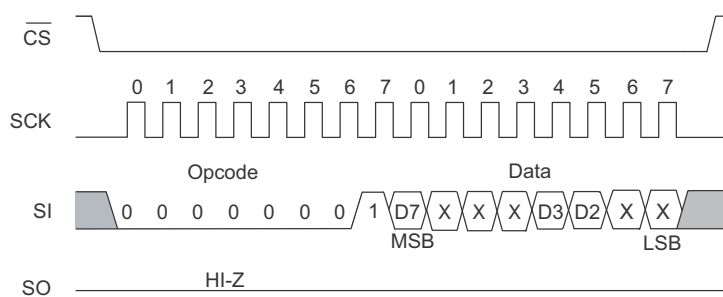 CS
0 1 2 3 4 5 6 7 0 1 2 3 4 5 6 7
SCK
Opcode Data
SI 0 0 0 0 0 0 0 1 D7 X X X D3 D2 X X
MSB LSB
HI-Z
SO